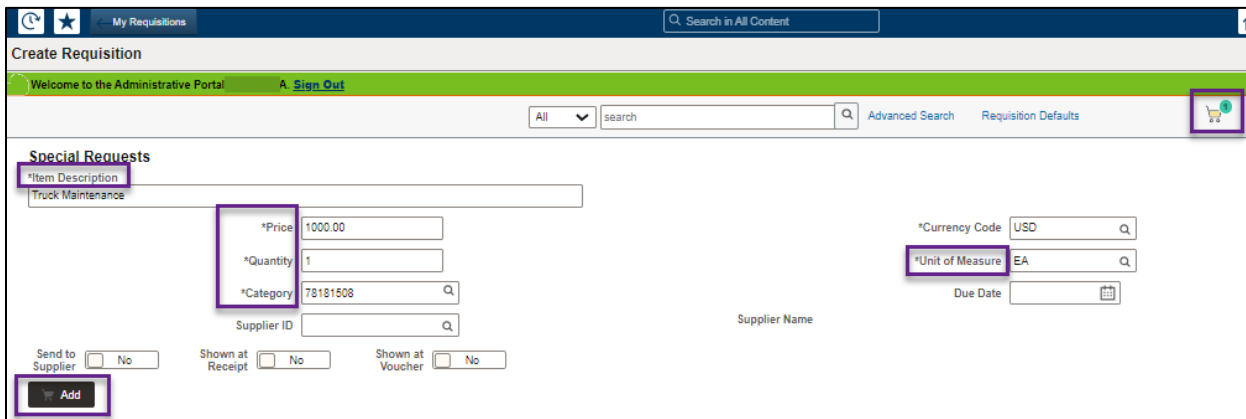 My Requisitions
Search in All Content
Create Requisition
Welcome to the Administrative Portal A. Sign Out
All search Advanced Search Requisition Defaults 1
Special Requests
*Item Description
Truck Maintenance
*Price 1000.00 *Currency Code USD
*Quantity 1 *Unit of Measure EA
*Category 78181508 Due Date
Supplier ID Supplier Name
Send to Supplier No Shown at Receipt No Shown at Voucher No
Add